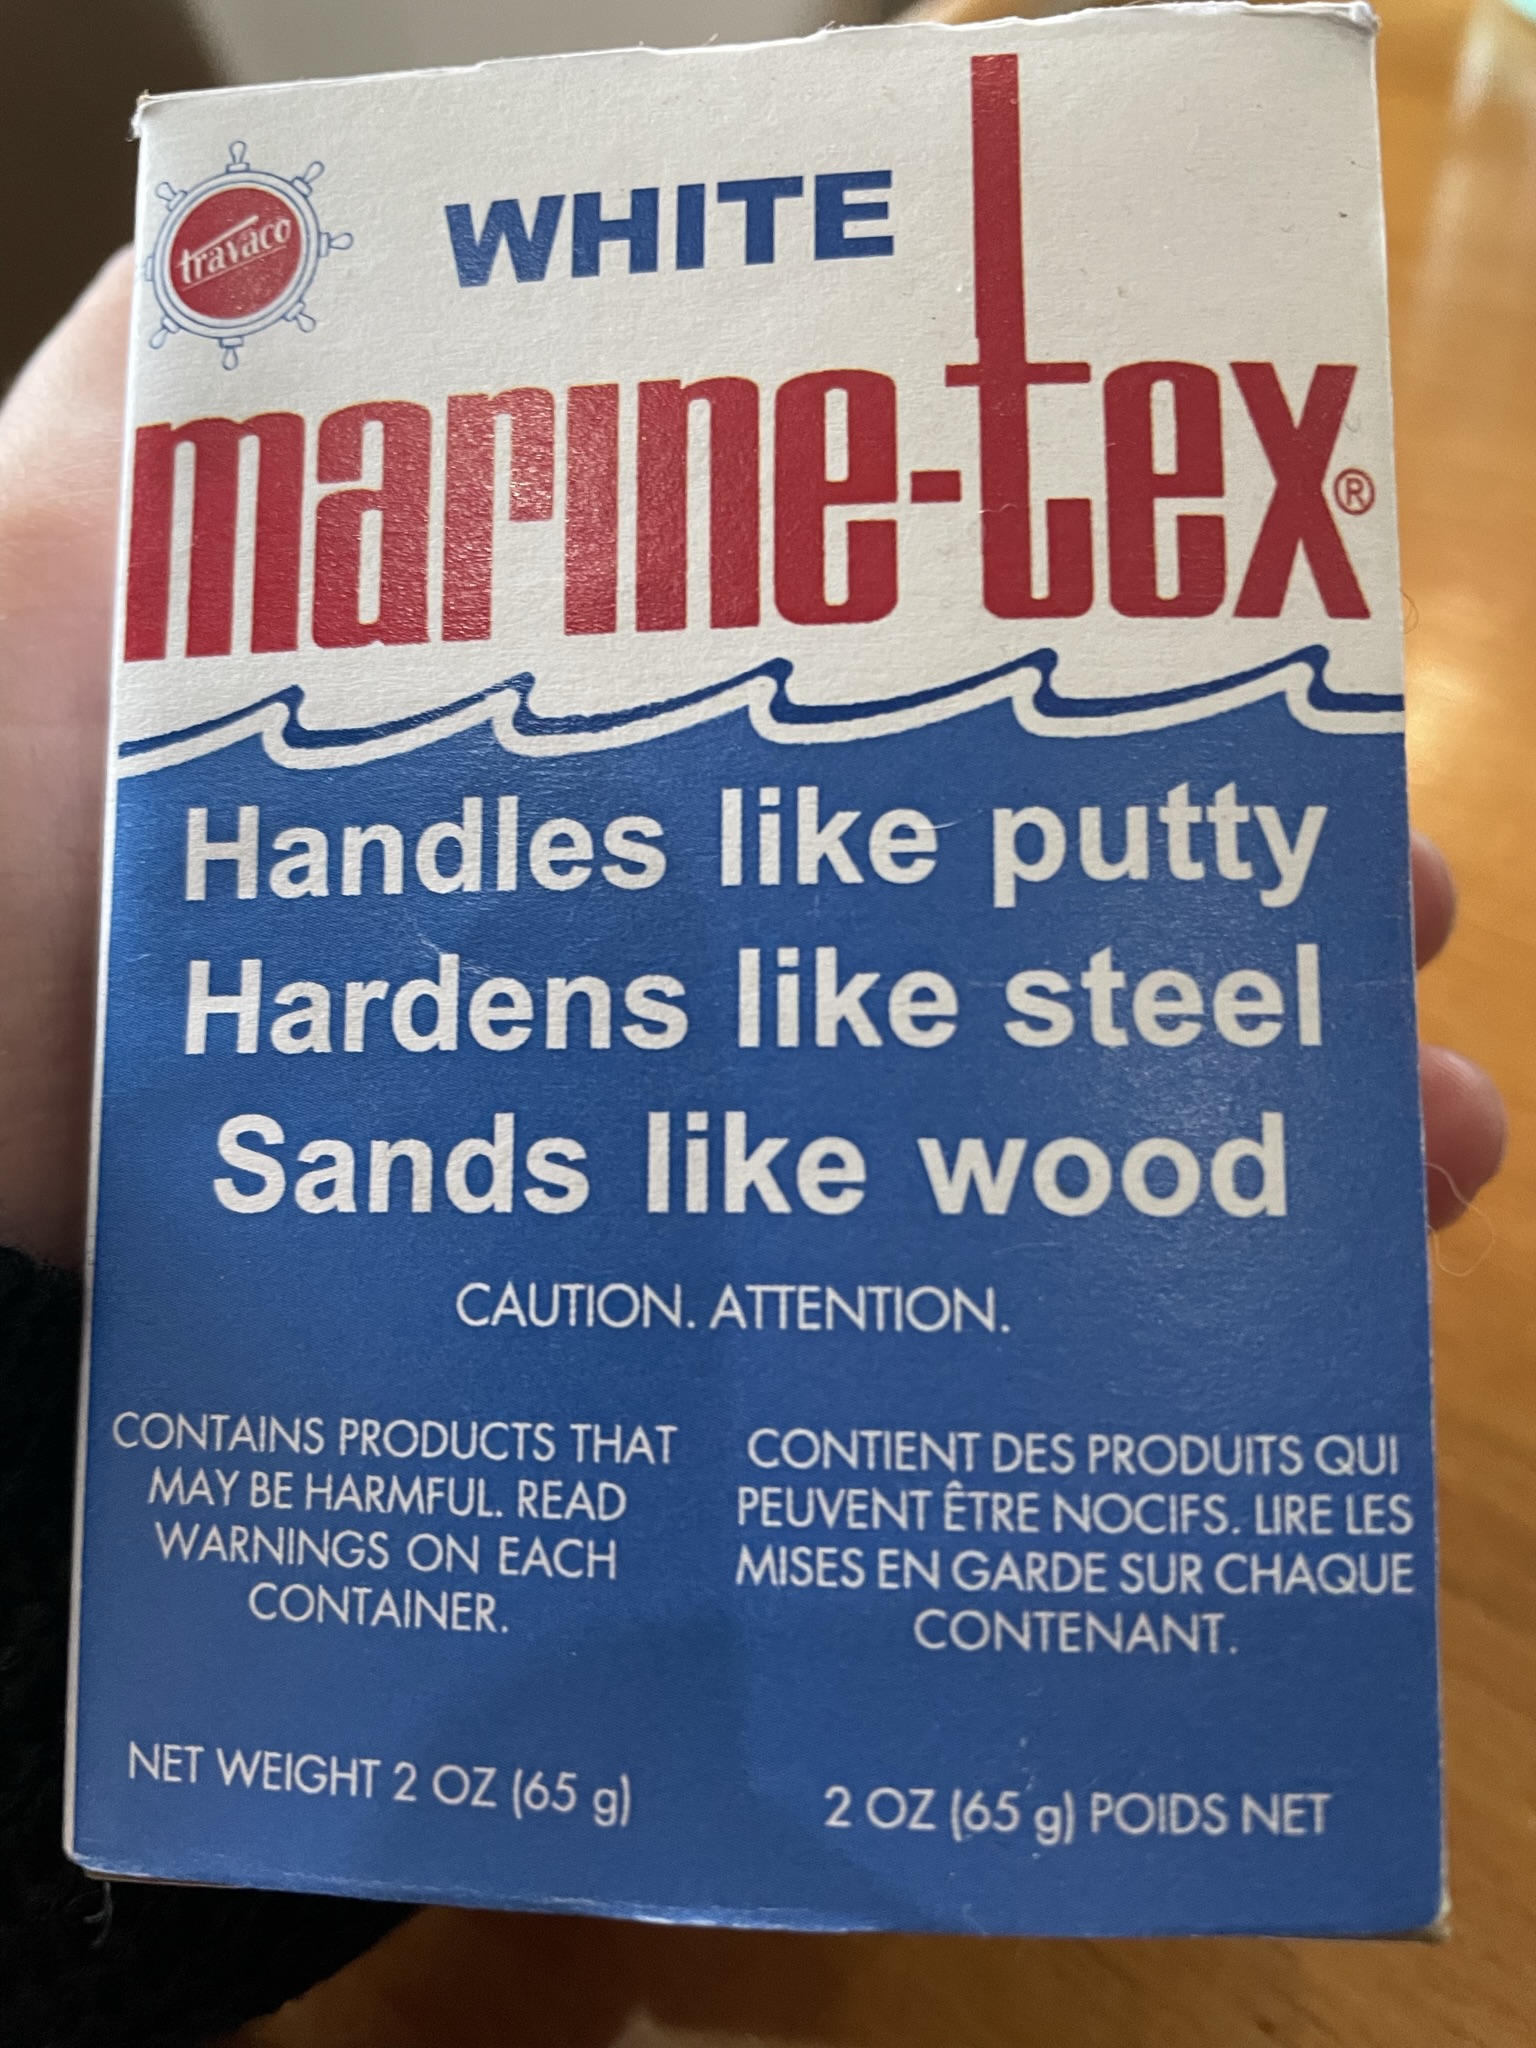 travaco
WHITE
marine-tex®
Handles like putty
Hardens like steel
Sands like wood
CAUTION. ATTENTION.
CONTAINS PRODUCTS THAT
MAY BE HARMFUL. READ
WARNINGS ON EACH
CONTAINER.
CONTIENT DES PRODUITS QUI
PEUVENT ÊTRE NOCIFS. LIRE LES
MISES EN GARDE SUR CHAQUE
CONTENANT.
NET WEIGHT 2 OZ (65 g)
2 OZ (65 g) POIDS NET